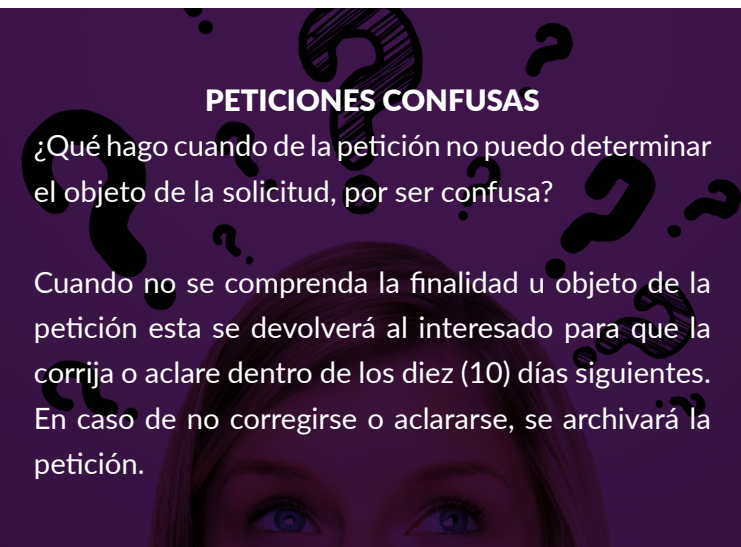 PETICIONES CONFUSAS
¿Qué hago cuando de la petición no puedo determinar
el objeto de la solicitud, por ser confusa?
Cuando no se comprenda la finalidad u objeto de la
petición esta se devolverá al interesado para que la
corrija o aclare dentro de los diez (10) días siguientes.
En caso de no corregirse o aclararse, se archivará la
petición.